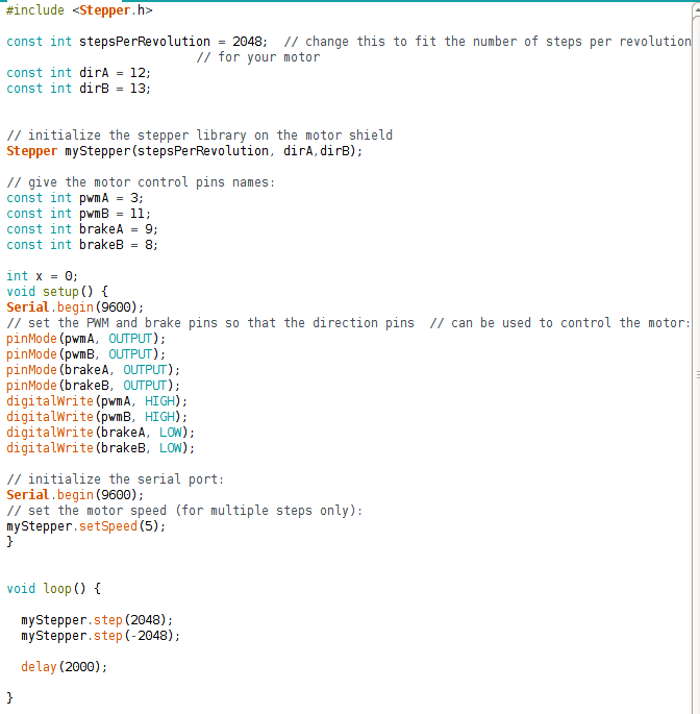 #include <Stepper.h>
const int stepsPerRevolution = 2048;  // change this to fit the number of steps per revolution
// for your motor
const int dirA = 12;
const int dirB = 13;
// initialize the stepper library on the motor shield
Stepper myStepper(stepsPerRevolution, dirA,dirB);
// give the motor control pins names:
const int pwmA = 3;
const int pwmB = 11;
const int brakeA = 9;
const int brakeB = 8;
int x = 0;
void setup() {
Serial.begin(9600);
// set the PWM and brake pins so that the direction pins  // can be used to control the motor:
pinMode(pwmA, OUTPUT);
pinMode(pwmB, OUTPUT);
pinMode(brakeA, OUTPUT);
pinMode(brakeB, OUTPUT);
digitalWrite(pwmA, HIGH);
digitalWrite(pwmB, HIGH);
digitalWrite(brakeA, LOW);
digitalWrite(brakeB, LOW);
// initialize the serial port:
Serial.begin(9600);
// set the motor speed (for multiple steps only):
myStepper.setSpeed(5);
}
void loop() {
myStepper.step(2048);
myStepper.step(-2048);
delay(2000);
}